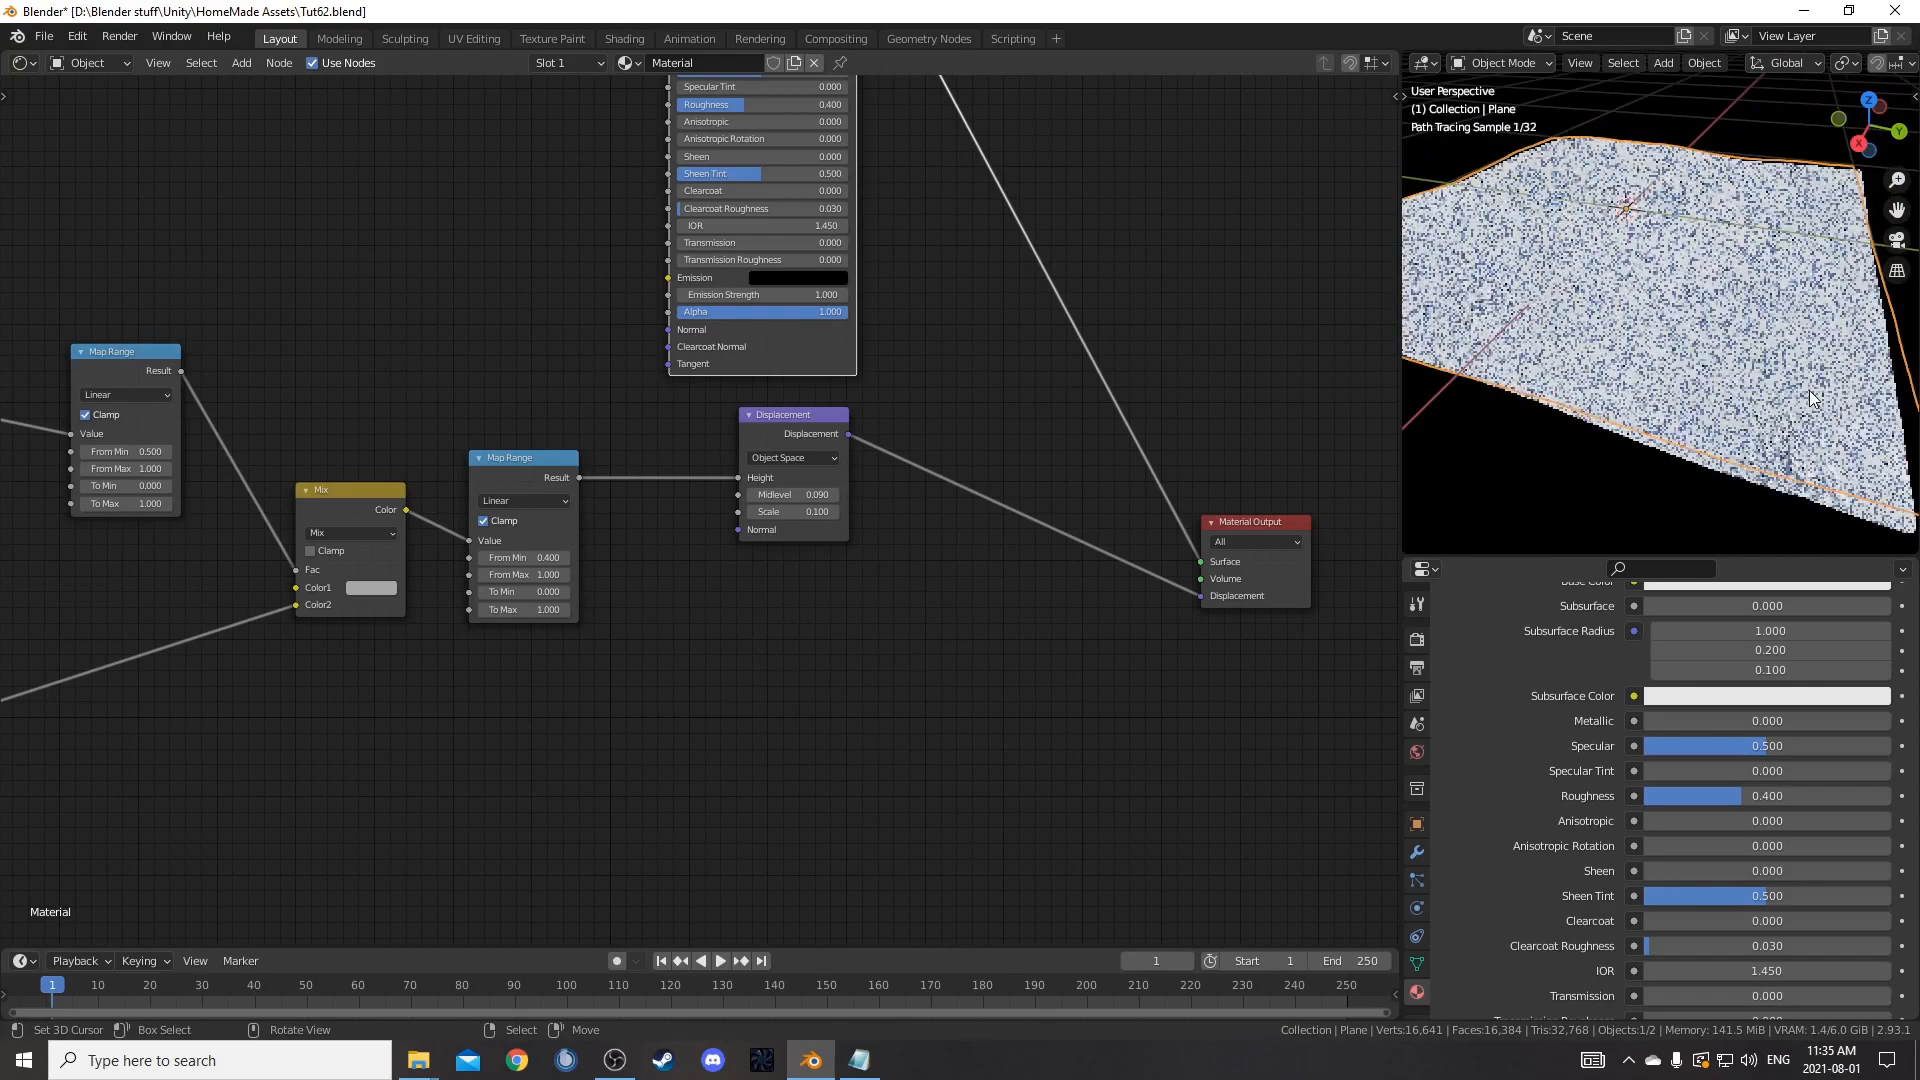 Blender* [D:\Blender stuff\Unity\HomeMade Assets\Tut62.blend]
File Edit Render Window Help Layout Modeling Sculpting UV Editing Texture Paint Shading Animation Rendering Compositing Geometry Nodes Scripting + Scene View Layer
Object View Select Add Node Use Nodes Slot 1 Material Object Mode View Select Add Object Global
User Perspective
(1) Collection | Plane
Path Tracing Sample 1/32
Z
Y
X
Specular Tint 0.000
Roughness 0.400
Anisotropic 0.000
Anisotropic Rotation 0.000
Sheen 0.000
Sheen Tint 0.500
Clearcoat 0.000
Clearcoat Roughness 0.030
IOR 1.450
Transmission 0.000
Transmission Roughness 0.000
Emission
Emission Strength 1.000
Alpha 1.000
Normal
Clearcoat Normal
Tangent
Map Range
Result
Linear
Clamp
Value
From Min 0.500
From Max 1.000
To Min 0.000
To Max 1.000
Mix
Color
Mix
Clamp
Fac
Color1
Color2
Map Range
Result
Linear
Clamp
Value
From Min 0.400
From Max 1.000
To Min 0.000
To Max 1.000
Displacement
Displacement
Object Space
Height
Midlevel 0.090
Scale 0.100
Normal
Material Output
All
Surface
Volume
Displacement
Base Color
Subsurface 0.000
Subsurface Radius 1.000
0.200
0.100
Subsurface Color
Metallic 0.000
Specular 0.500
Specular Tint 0.000
Roughness 0.400
Anisotropic 0.000
Anisotropic Rotation 0.000
Sheen 0.000
Sheen Tint 0.500
Clearcoat 0.000
Clearcoat Roughness 0.030
IOR 1.450
Transmission 0.000
Material
Playback Keying View Marker 1 Start 1 End 250
1 10 20 30 40 50 60 70 80 90 100 110 120 130 140 150 160 170 180 190 200 210 220 230 240 250
Set 3D Cursor Box Select Rotate View Select Move Collection | Plane | Verts:16,641 | Faces:16,384 | Tris:32,768 | Objects:1/2 | Memory: 141.5 MiB | VRAM: 1.4/6.0 GiB | 2.93.1
Type here to search ENG 11:35 AM
2021-08-01